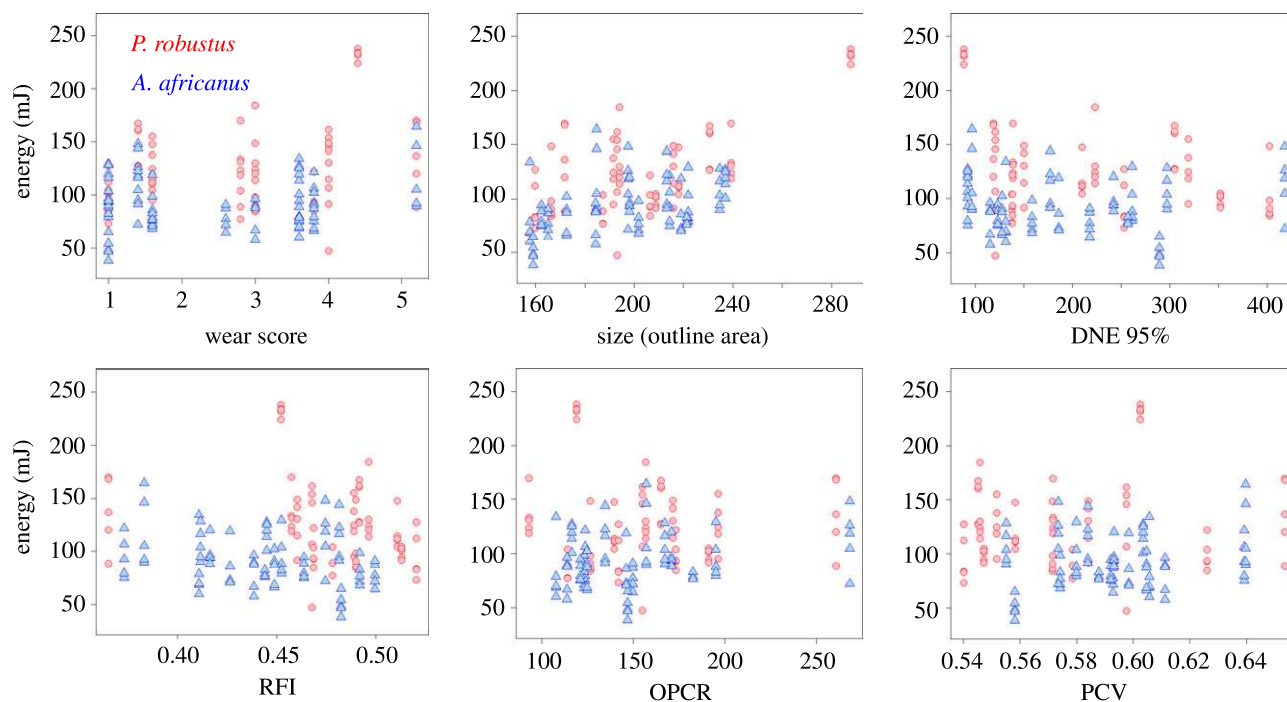 250
200
150
100
50
energy (mJ)
P. robustus
A. africanus
1 2 3 4 5
wear score
250
200
150
100
50
160 200 240 280
size (outline area)
250
200
150
100
50
100 200 300 400
DNE 95%
250
200
150
100
50
energy (mJ)
0.40 0.45 0.50
RFI
250
200
150
100
50
100 150 200 250
OPCR
250
200
150
100
50
0.54 0.56 0.58 0.60 0.62 0.64
PCV